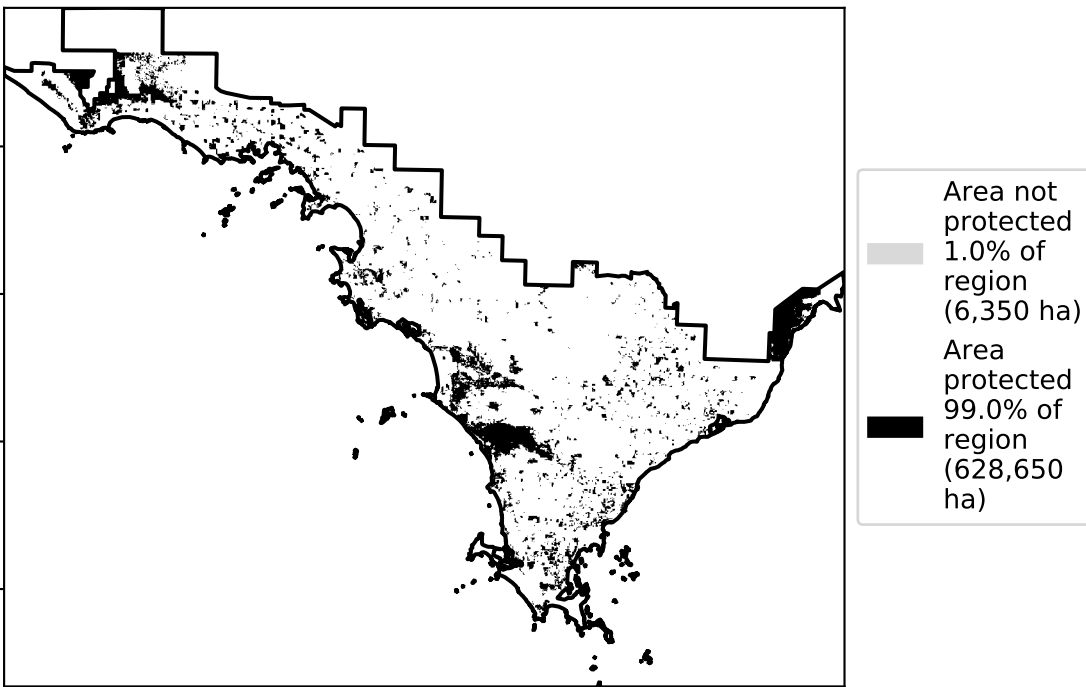 Area not
protected
1.0% of
region
(6,350 ha)
Area
protected
99.0% of
region
(628,650
ha)